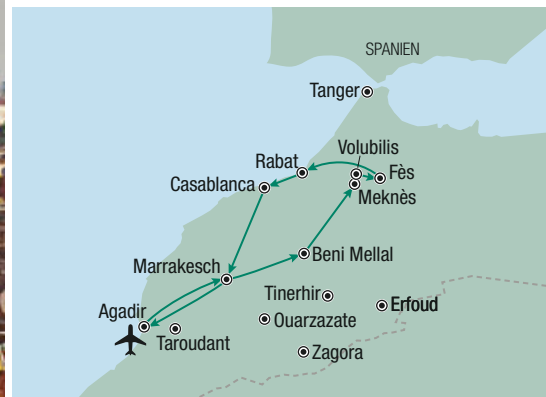 SPANIEN
Tanger
Volubilis
Rabat
Fès
Casablanca
Meknès
Beni Mellal
Marrakesch
Tinerhir
Erfoud
Agadir
Ouarzazate
Taroudant
Zagora